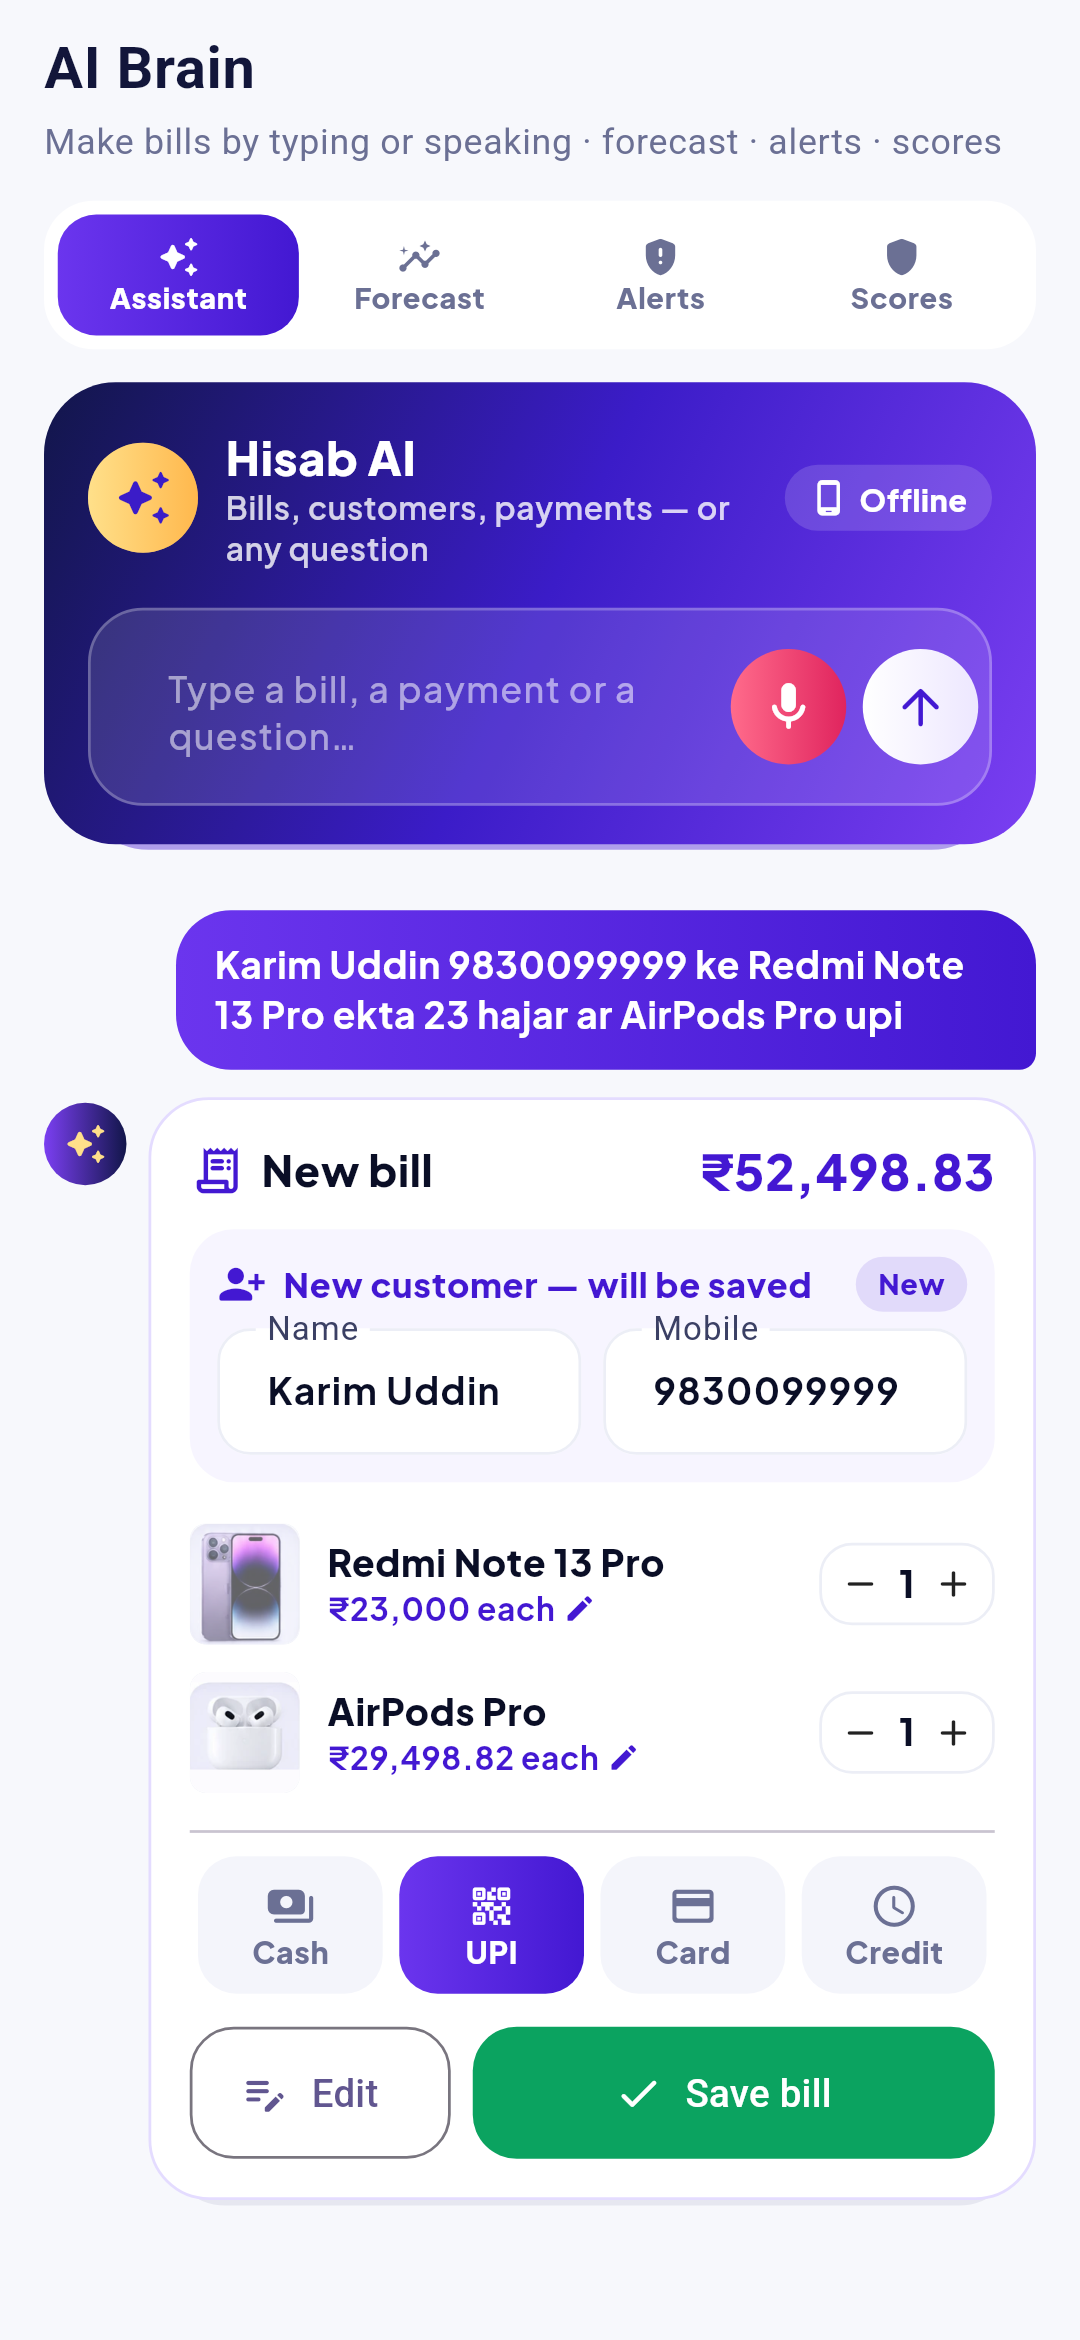 AI Brain
Make bills by typing or speaking · forecast · alerts · scores
Assistant
Forecast
Alerts
Scores
Hisab AI
Bills, customers, payments — or
any question
Offline
Type a bill, a payment or a
question...
Karim Uddin 9830099999 ke Redmi Note
13 Pro ekta 23 hajar ar AirPods Pro upi
New bill
₹52,498.83
New customer — will be saved
New
Name
Karim Uddin
Mobile
9830099999
Redmi Note 13 Pro
₹23,000 each
1
AirPods Pro
₹29,498.82 each
1
Cash
UPI
Card
Credit
Edit
Save bill